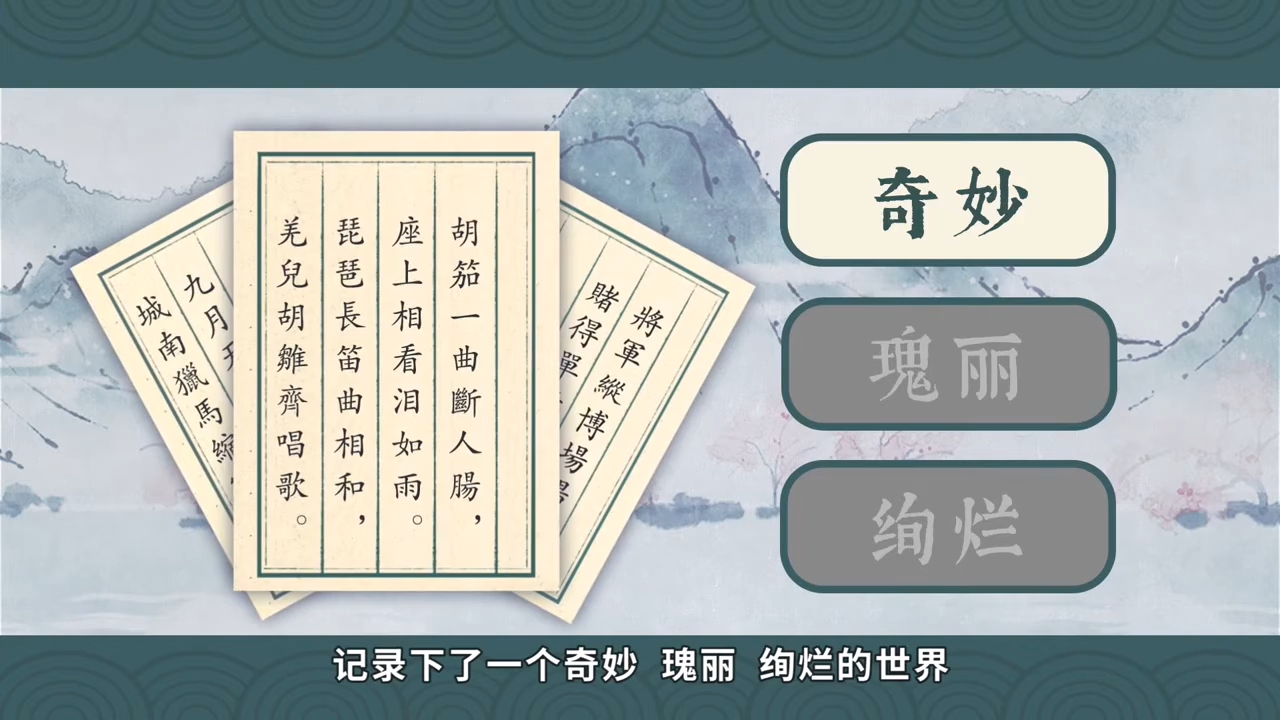 胡笳一曲斷人腸，
座上相看泪如雨。
琵琶長笛曲相和，
羌兒胡雛齊唱歌。
將軍縱博場場
賭得單
九月天
城南獵馬縮
奇妙
瑰丽
绚烂
记录下了一个奇妙 瑰丽 绚烂的世界